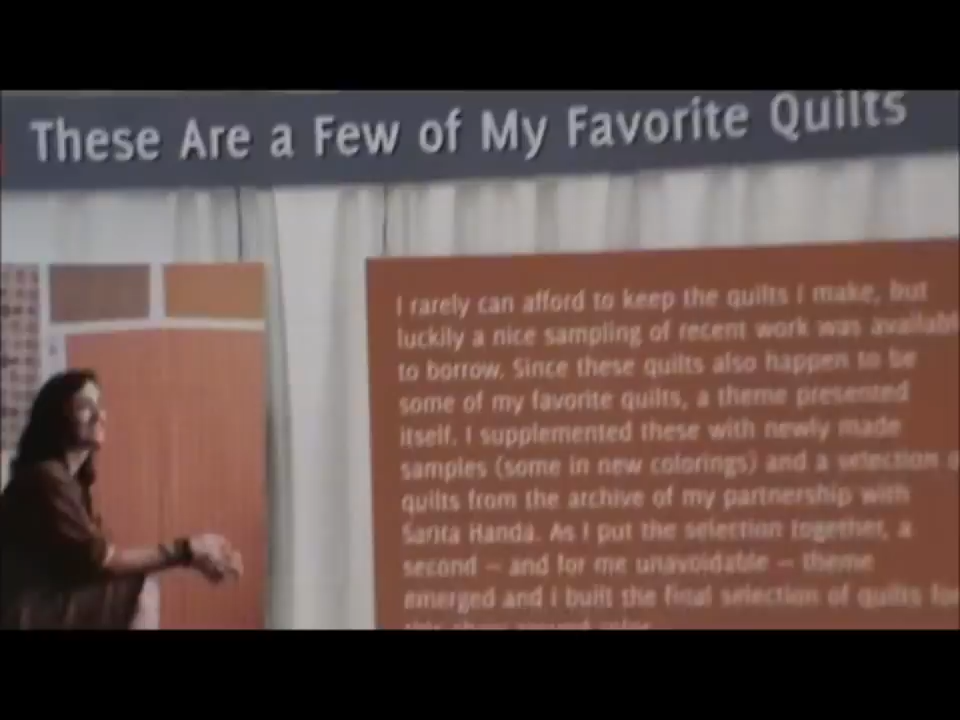 These Are a Few of My Favorite Quilts
I rarely can afford to keep the quilts I make, but
luckily a nice sampling of recent work was availab
to borrow. Since these quilts also happen to be
some of my favorite quilts, a theme presented
itself. I supplemented these with newly made
samples (some in new colorings) and a selection o
quilts from the archive of my partnership with
Sarita Handa. As I put the selection together, a
second – and for me unavoidable – theme
emerged and I built the final selection of quilts fo